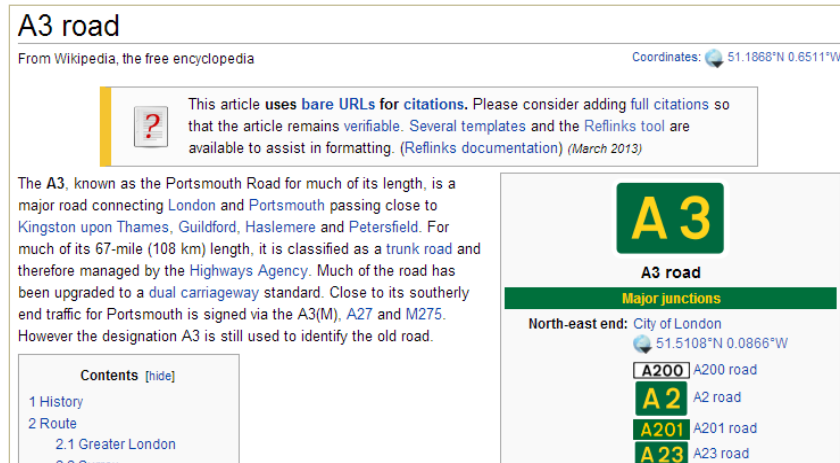 A3 road
From Wikipedia, the free encyclopedia
Coordinates: 51.1868°N 0.6511°W
This article uses bare URLs for citations. Please consider adding full citations so
that the article remains verifiable. Several templates and the Reflinks tool are
available to assist in formatting. (Reflinks documentation) (March 2013)
The A3, known as the Portsmouth Road for much of its length, is a
major road connecting London and Portsmouth passing close to
Kingston upon Thames, Guildford, Haslemere and Petersfield. For
much of its 67-mile (108 km) length, it is classified as a trunk road and
therefore managed by the Highways Agency. Much of the road has
been upgraded to a dual carriageway standard. Close to its southerly
end traffic for Portsmouth is signed via the A3(M), A27 and M275.
However the designation A3 is still used to identify the old road.
Contents [hide]
1 History
2 Route
2.1 Greater London
A3
A3 road
Major junctions
North-east end: City of London
51.5108°N 0.0866°W
A200 A200 road
A2 A2 road
A201 A201 road
A23 A23 road